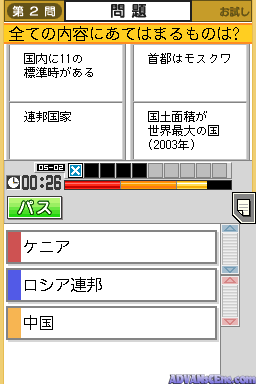 第2問
問題
お試し
全ての内容にあてはまるものは?
国内に11の
標準時がある
首都はモスクワ
連邦国家
国土面積が
世界最大の国
(2003年)
05-02
00:26
パス
ケニア
ロシア連邦
中国
ADVAN-CEm.com